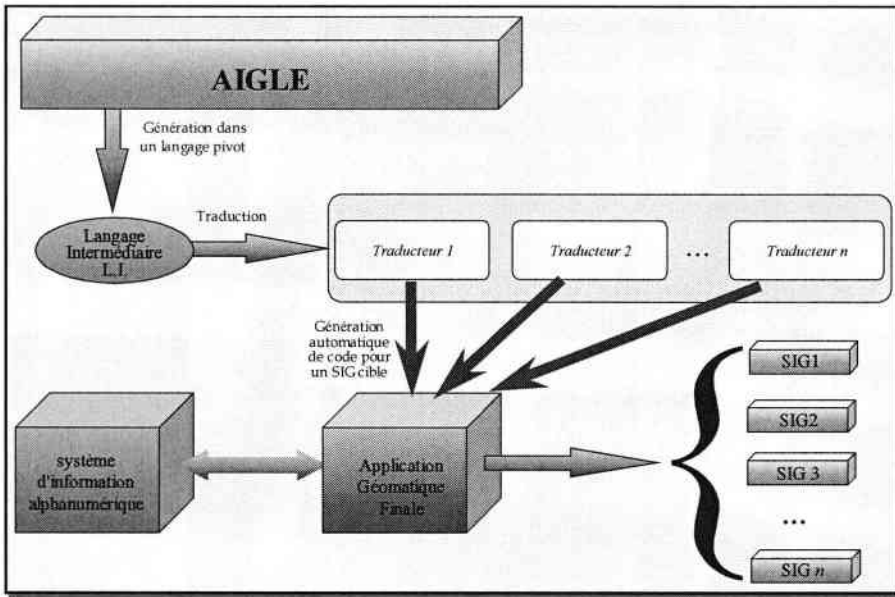 AIGLE
Génération dans
un langage pivot
Traduction
Langage
Intermédiaire
L.I.
Traducteur 1
Traducteur 2
...
Traducteur n
Génération
automatique
de code pour
un SIG cible
SIG1
SIG2
SIG 3
...
SIG n
système
d'information
alphanumérique
Application
Géomatique
Finale